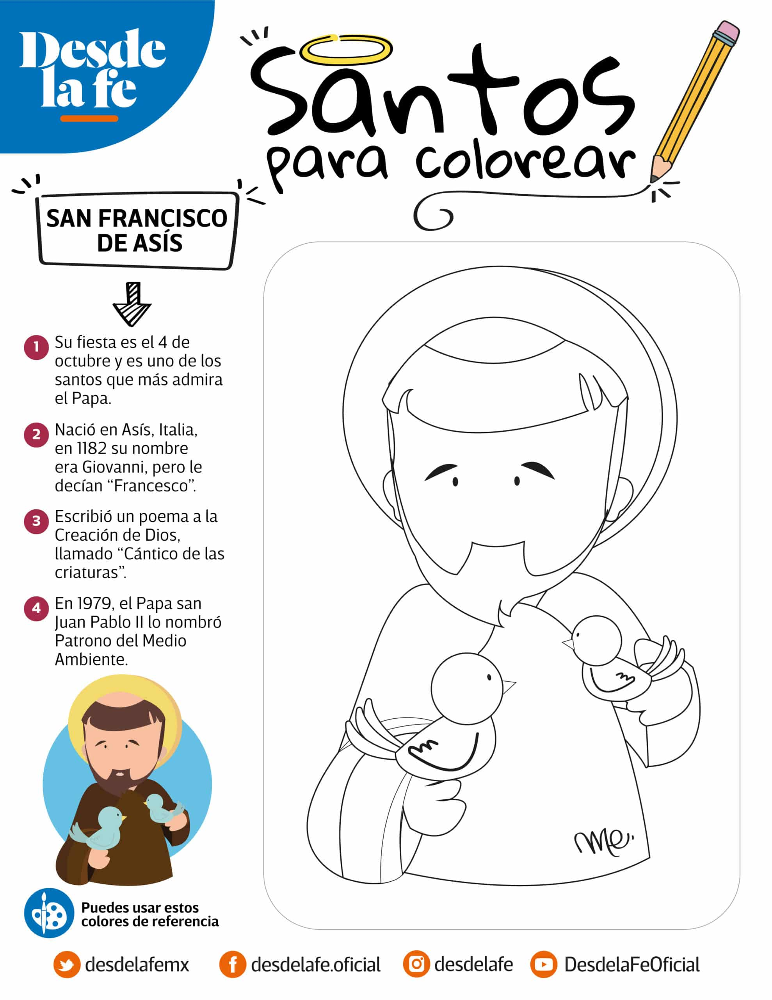 Desde
la fe
Santos
para colorear
SAN FRANCISCO
DE ASÍS
1 Su fiesta es el 4 de
octubre y es uno de los
santos que más admira
el Papa.
2 Nació en Asís, Italia,
en 1182 su nombre
era Giovanni, pero le
decían “Francesco”.
3 Escribió un poema a la
Creación de Dios,
llamado “Cántico de las
criaturas”.
4 En 1979, el Papa san
Juan Pablo II lo nombró
Patrono del Medio
Ambiente.
Me.
Puedes usar estos
colores de referencia
desdelafemx
desdelafe.oficial
desdelafe
DesdelaFeOficial